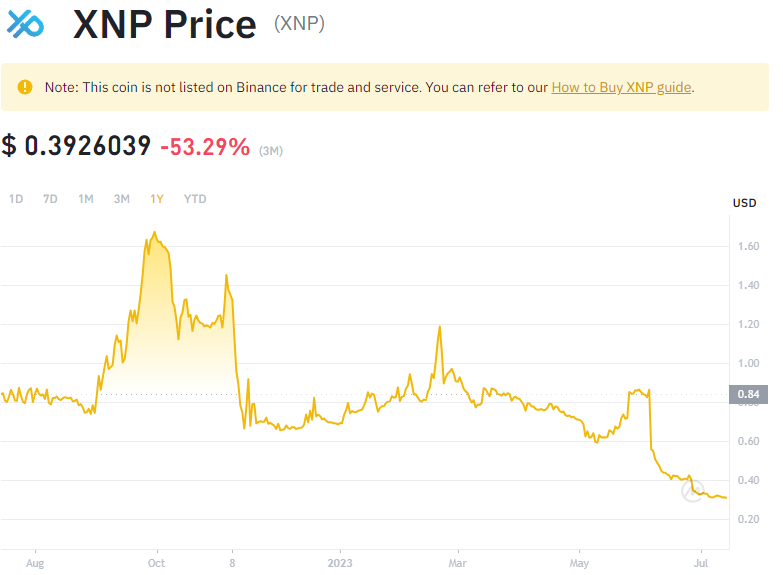 XNP Price (XNP)
Note: This coin is not listed on Binance for trade and service. You can refer to our How to Buy XNP guide.
$ 0.3926039 -53.29% (3M)
1D 7D 1M 3M 1Y YTD
USD
1.60
1.40
1.20
1.00
0.84
0.80
0.60
0.40
0.20
Aug Oct 8 2023 Mar May Jul